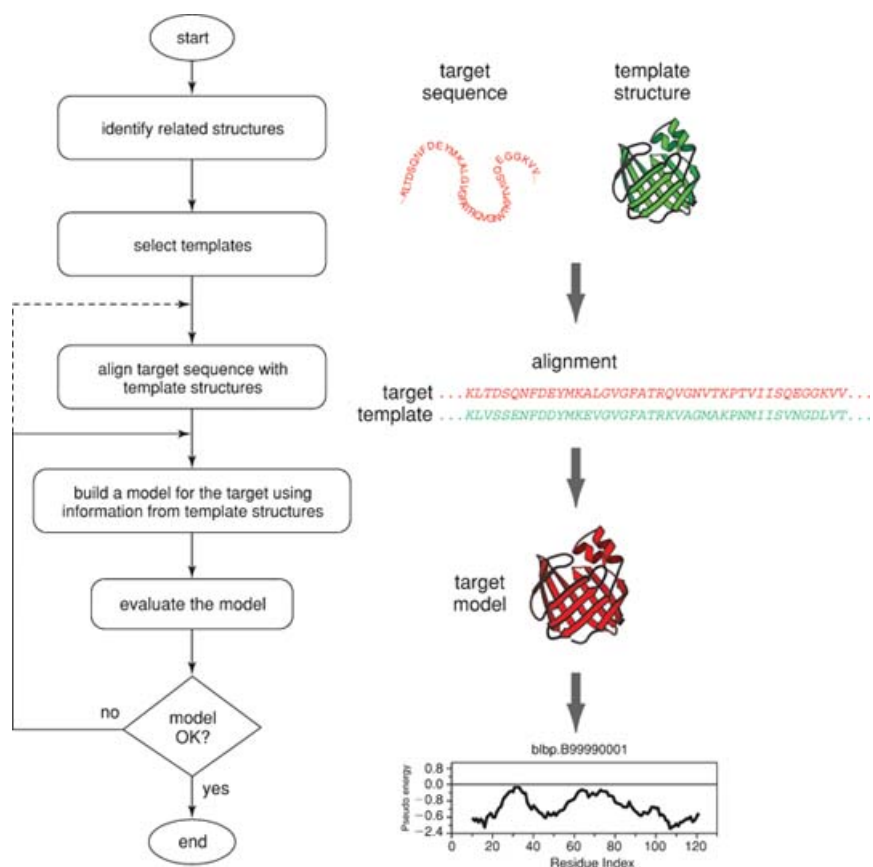 start
identify related structures
select templates
align target sequence with
template structures
build a model for the target using
information from template structures
evaluate the model
no
model
OK?
yes
end
target
sequence
template
structure
alignment
target ...KLTDSQNFDEYMKALGVGFATRQVGNVTKPTVIISQEGGKVV...
template ...KLVSSENFDDYMKEVGVGFATRKVAGMAKPNMIISVNGDLVT...
target
model
blbp.B99990001
Pseudo energy
0.8
0.0
−0.8
−0.6
−2.4
0 20 40 60 80 100 120
Residue Index